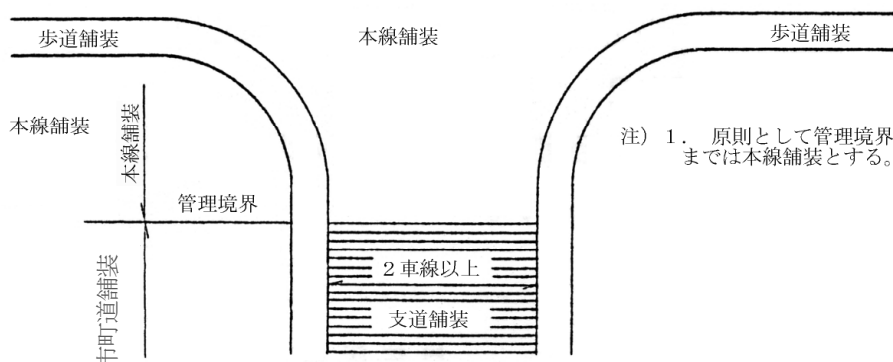 歩道舗装
本線舗装
歩道舗装
本線舗装
本線舗装
注） 1． 原則として管理境界
までは本線舗装とする。
管理境界
2車線以上
支道舗装
市町道舗装